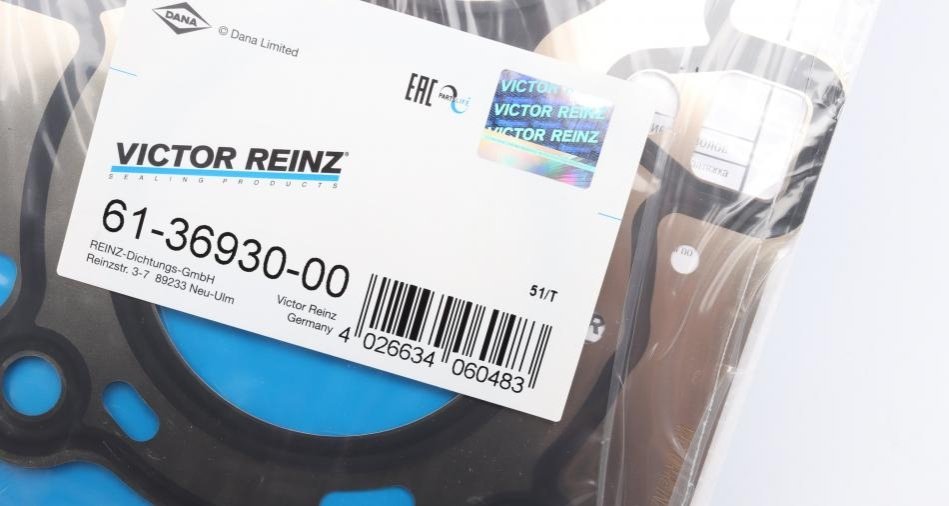 DANA
© Dana Limited
EAC
PARTSLIFE
VICTOR REINZ
VICTOR REINZ
VICTOR REINZ
VICTOR REINZ®
SEALING PRODUCTS
61-36930-00
REINZ-Dichtungs-GmbH
Reinzstr. 3-7 89233 Neu-Ulm
Victor Reinz
Germany
51/T
4 026634 060483
R